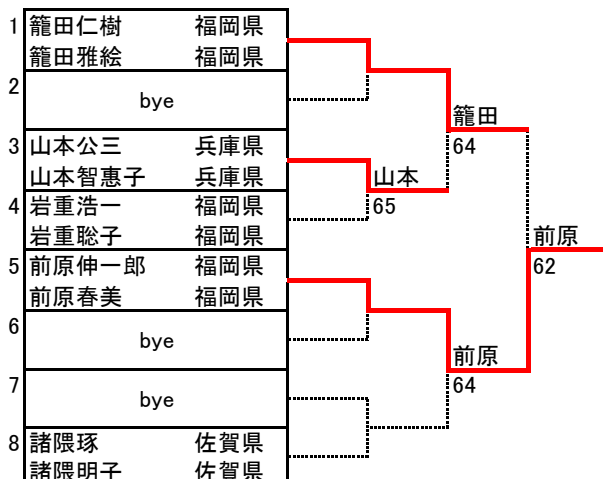 1 籠田仁樹 福岡県
籠田雅絵 福岡県
2 bye
籠田
3 山本公三 兵庫県
64
山本智惠子 兵庫県
山本
4 岩重浩一 福岡県
65
岩重聡子 福岡県
前原
5 前原伸一郎 福岡県
62
前原春美 福岡県
6 bye
前原
7 bye
64
8 諸隈琢 佐賀県
諸隈明子 佐賀県